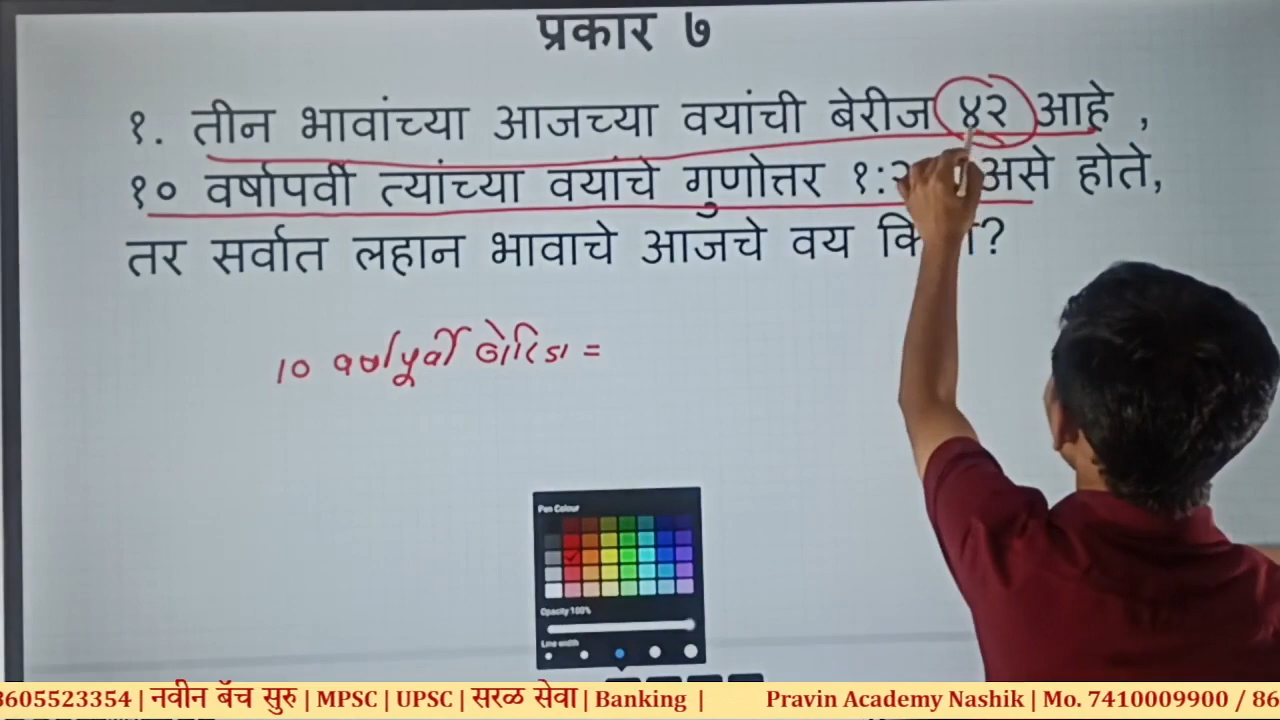 प्रकार ७
१. तीन भावांच्या आजच्या वयांची बेरीज ४२ आहे ,
१० वर्षापर्वी त्यांच्या वयांचे गुणोत्तर १:२ असे होते,
तर सर्वात लहान भावाचे आजचे वय ?
10 वर्षापूर्वी बेरिज =
Pen Colour
Opacity 100%
Line width
8605523354 | नवीन बॅच सुरु | MPSC | UPSC | सरळ सेवा | Banking | Pravin Academy Nashik | Mo. 7410009900 / 86